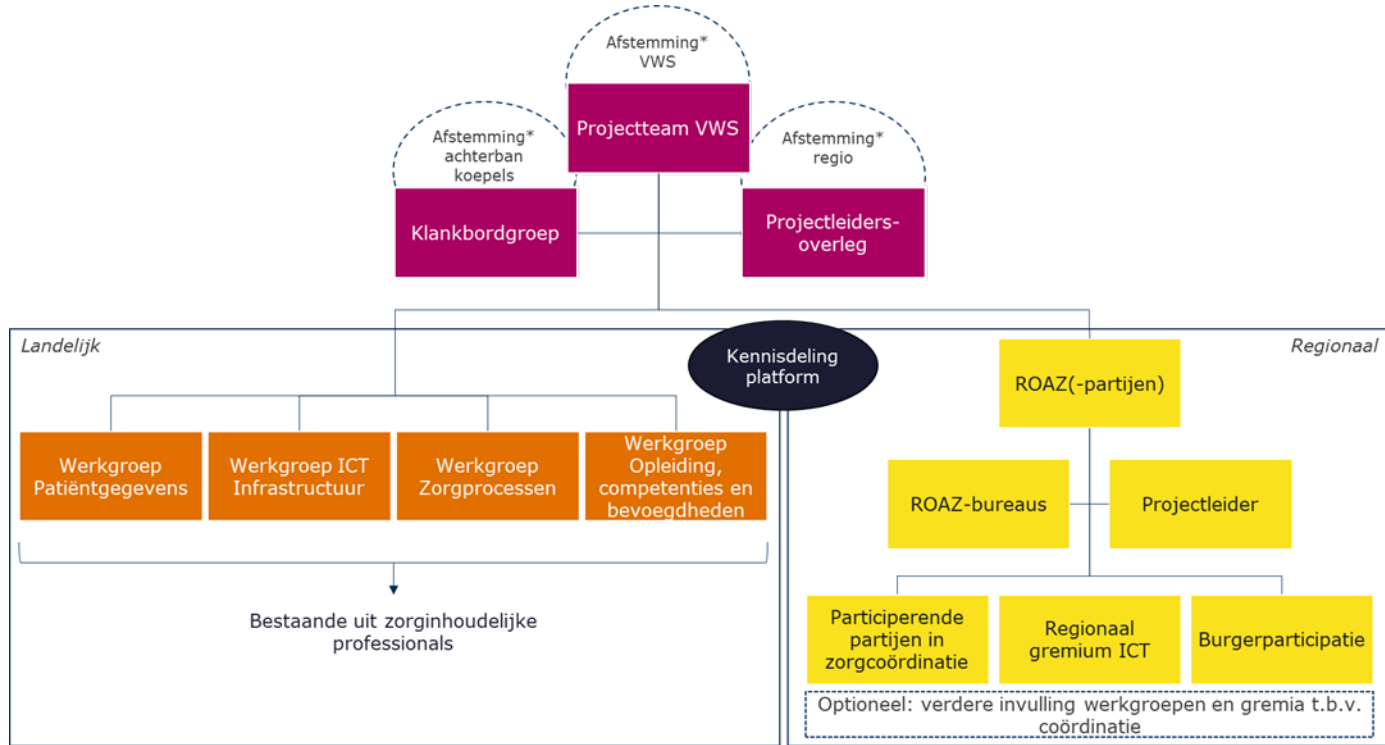 Afstemming*
VWS
Projectteam VWS
Afstemming*
achterban
koepels
Afstemming*
regio
Klankbordgroep
Projectleiders-
overleg
Landelijk
Kennisdeling
platform
Regionaal
ROAZ(-partijen)
Werkgroep
Patiëntgegevens
Werkgroep ICT
Infrastructuur
Werkgroep
Zorgprocessen
Werkgroep
Opleiding,
competenties en
bevoegdheden
ROAZ-bureaus
Projectleider
Bestaande uit zorginhoudelijke
professionals
Participerende
partijen in
zorgcoördinatie
Regionaal
gremium ICT
Burgerparticipatie
Optioneel: verdere invulling werkgroepen en gremia t.b.v.
coördinatie